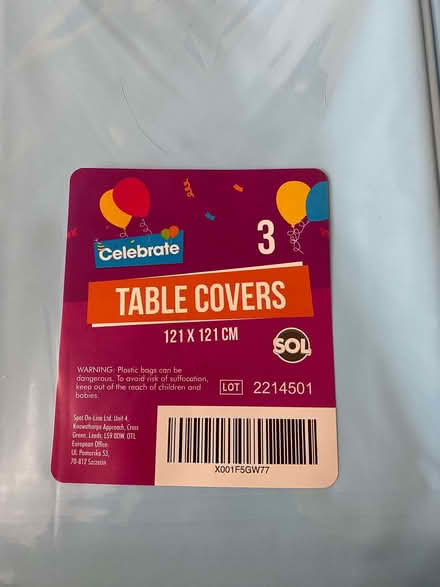 Celebrate
3
TABLE COVERS
121 X 121 CM
SOL
WARNING: Plastic bags can be
dangerous. To avoid risk of suffocation,
keep out of the reach of children and
babies.
LOT 2214501
Spot On-Line Ltd. Unit 4,
Knowsthorpe Approach, Cross
Green, Leeds, LS9 0DW. OTL
European Office:
Ul. Pomorska 53,
70-812 Szczecin
X001F5GW77